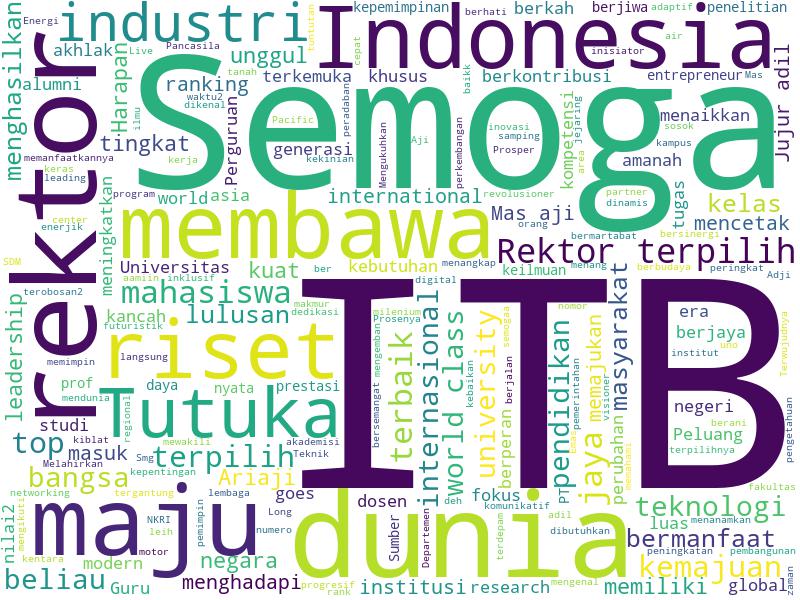 menghasilkan
Energi
industri
tuntutan
kepemimpinan
Indonesia
berhati
berkah
berjiwa
adaptif
penelitian
akhlak
Live
Pancasila
unggul
cepat
air
inisiator
Jujur adil
alumni
Harapan
ranking
tanah
terkemuka
khusus
baikk
berkontribusi
entrepreneur
Mas
waktu2
dikenal
Semoga
rektor
ilmu
Pacific
peradaban
inovasi
samping
Prosper
kompetensi
jejaring
menaikkan
sosok
kampus
tingkat
Perguruan
generasi
kekinian
Mengukuhkan
Aji
perkembangan
area
amanah
memanfaatkannya
keras
leading
kerja
program
world
asia
international
revolusioner
partner
dinamis
tugas
kelas
center
enerjik
meningkatkan
membawa
Mas aji
orang
bermartabat
bersinergi
mencetak
Rektor terpilih
SDM
terobosan2
Universitas
aamiin
inklusif
kuat
ber
kebutuhan
menangkap
keilmuan
menang
berbudaya
peringkat
Adji
mahasiswa
makmur
dedikasi
digital
masyarakat
ITB
leadership
kancah
futuristik
lulusan
milenium
Prosenya
mengemban
semogaa
nomor
era
berjaya
institut
uno
Terwujudnya
riset
memimpin
langsung
terbaik
internasional
world class
university
kebaikan
berjalan
pendidikan
pemerintahan
memajukan
visioner
prof
mendunia
daya
nyata
prestasi
bersemangat
negeri
berani
Tutuka
regional
berperan
jaya
perubahan
Peluang
terpilihnya
pengetahuan
studi
top
masuk
kiblat
Melahirkan
mewakili
Smg
terpilih
akademisi
Teknik
bangsa
kepentingan
Ariaji
deh
fokus
komunikatif
PT
memahami
fakultas
networking
tergantung
lembaga
goes
Long
dosen
teknologi
nilai2
mengikuti
maju
NKRI
leih
pemimpin
numero
dunia
Sumber
Departemen
terdepam
adil
dibutuhkan
luas
menanamkan
bermanfaat
kentara
modern
motor
negara
peningkatan
pembangunan
kemajuan
beliau
Guru
menghadapi
progresif
rank
institusi
research
mengenal
memiliki
global
zaman